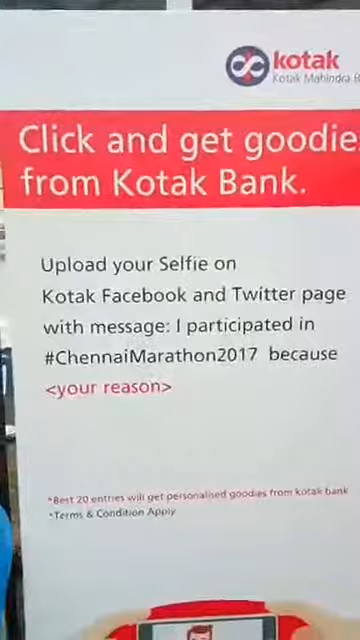 kotak
Kotak Mahindra B
Click and get goodie
from Kotak Bank.
Upload your Selfie on
Kotak Facebook and Twitter page
with message: I participated in
#ChennaiMarathon2017 because
<your reason>
*Best 20 entries will get personalised goodies from kotak bank
*Terms & Condition Apply